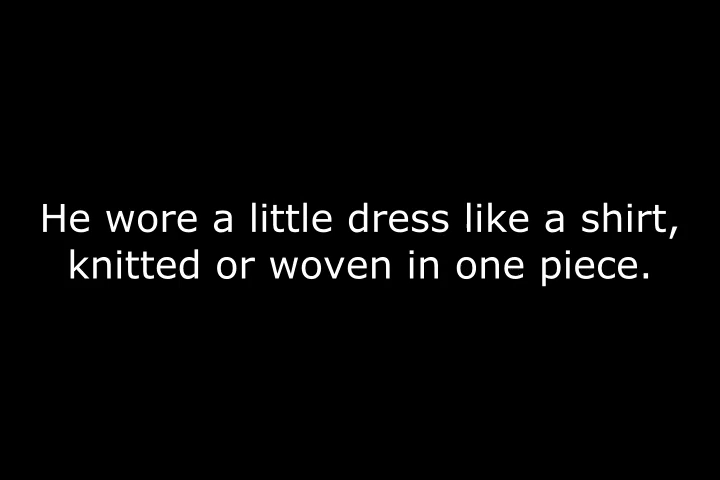 He wore a little dress like a shirt,
knitted or woven in one piece.